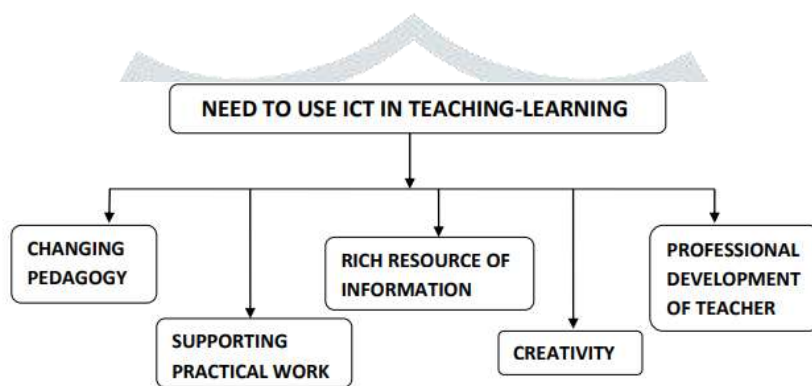 NEED TO USE ICT IN TEACHING-LEARNING
CHANGING
PEDAGOGY
SUPPORTING
PRACTICAL WORK
RICH RESOURCE OF
INFORMATION
CREATIVITY
PROFESSIONAL
DEVELOPMENT
OF TEACHER